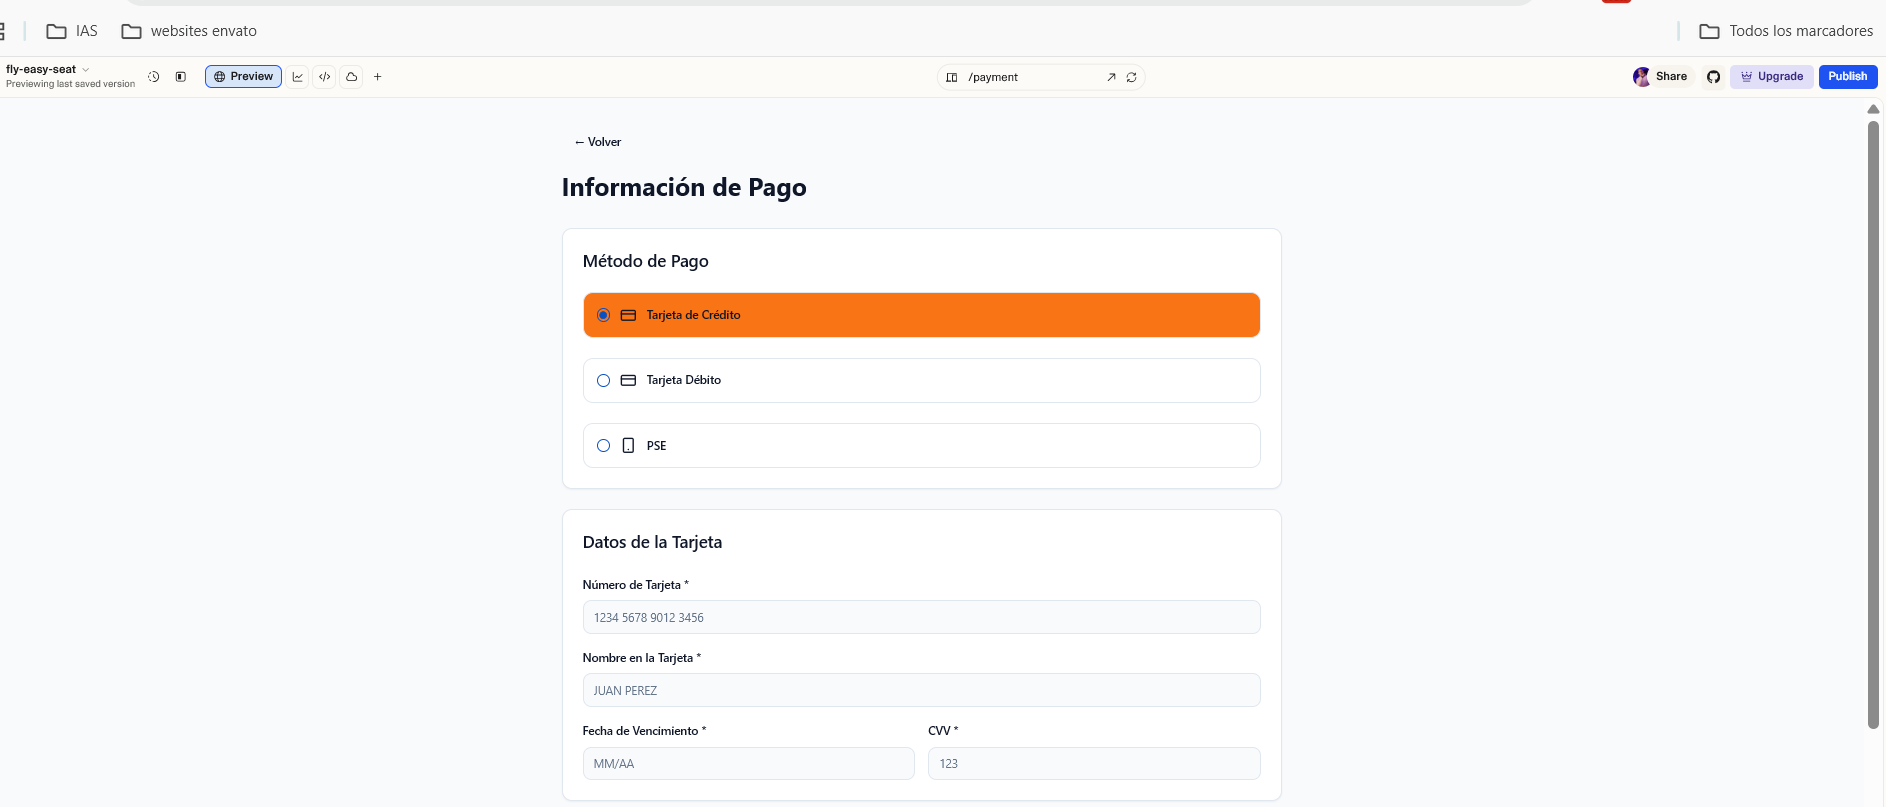 IAS
websites envato
Todos los marcadores
fly-easy-seat
Previewing last saved version
Preview
/payment
Share
Upgrade
Publish
← Volver
Información de Pago
Método de Pago
Tarjeta de Crédito
Tarjeta Débito
PSE
Datos de la Tarjeta
Número de Tarjeta *
1234 5678 9012 3456
Nombre en la Tarjeta *
JUAN PEREZ
Fecha de Vencimiento * CVV *
MM/AA 123